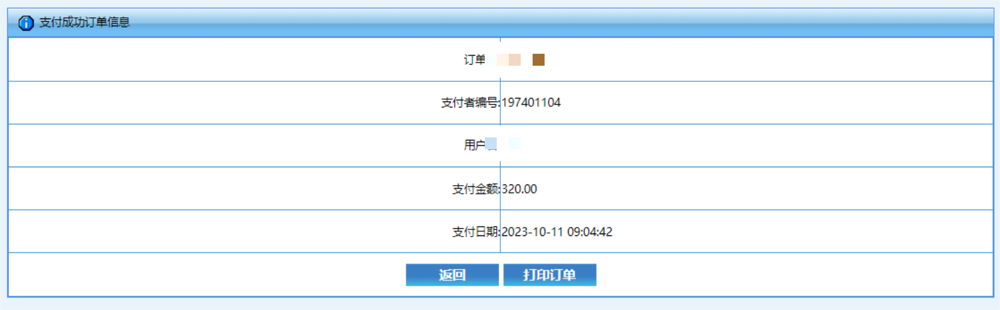 支付成功订单信息
订单
支付者编号:197401104
用户
支付金额:320.00
支付日期:2023-10-11 09:04:42
返回 打印订单